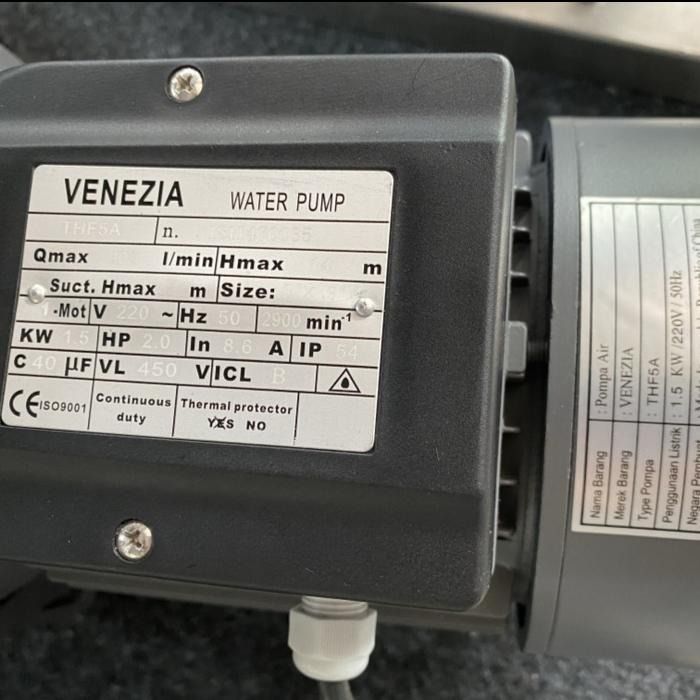 VENEZIA WATER PUMP
THF5A n.
Qmax l/min Hmax m
Suct. Hmax m Size:
-Mot V 220 ~ Hz 50 2900 min-1
KW 1.5 HP 2.0 In 8.6 A IP 54
C 40 µF VL 450 V ICL B
CE ISO9001 Continuous duty Thermal protector YES NO
Nama Barang : Pompa Air
Merek Barang : VENEZIA
Type Pompa : THF5A
Penggunaan Listrik : 1.5 KW /220V / 50Hz
Negara Pembuat